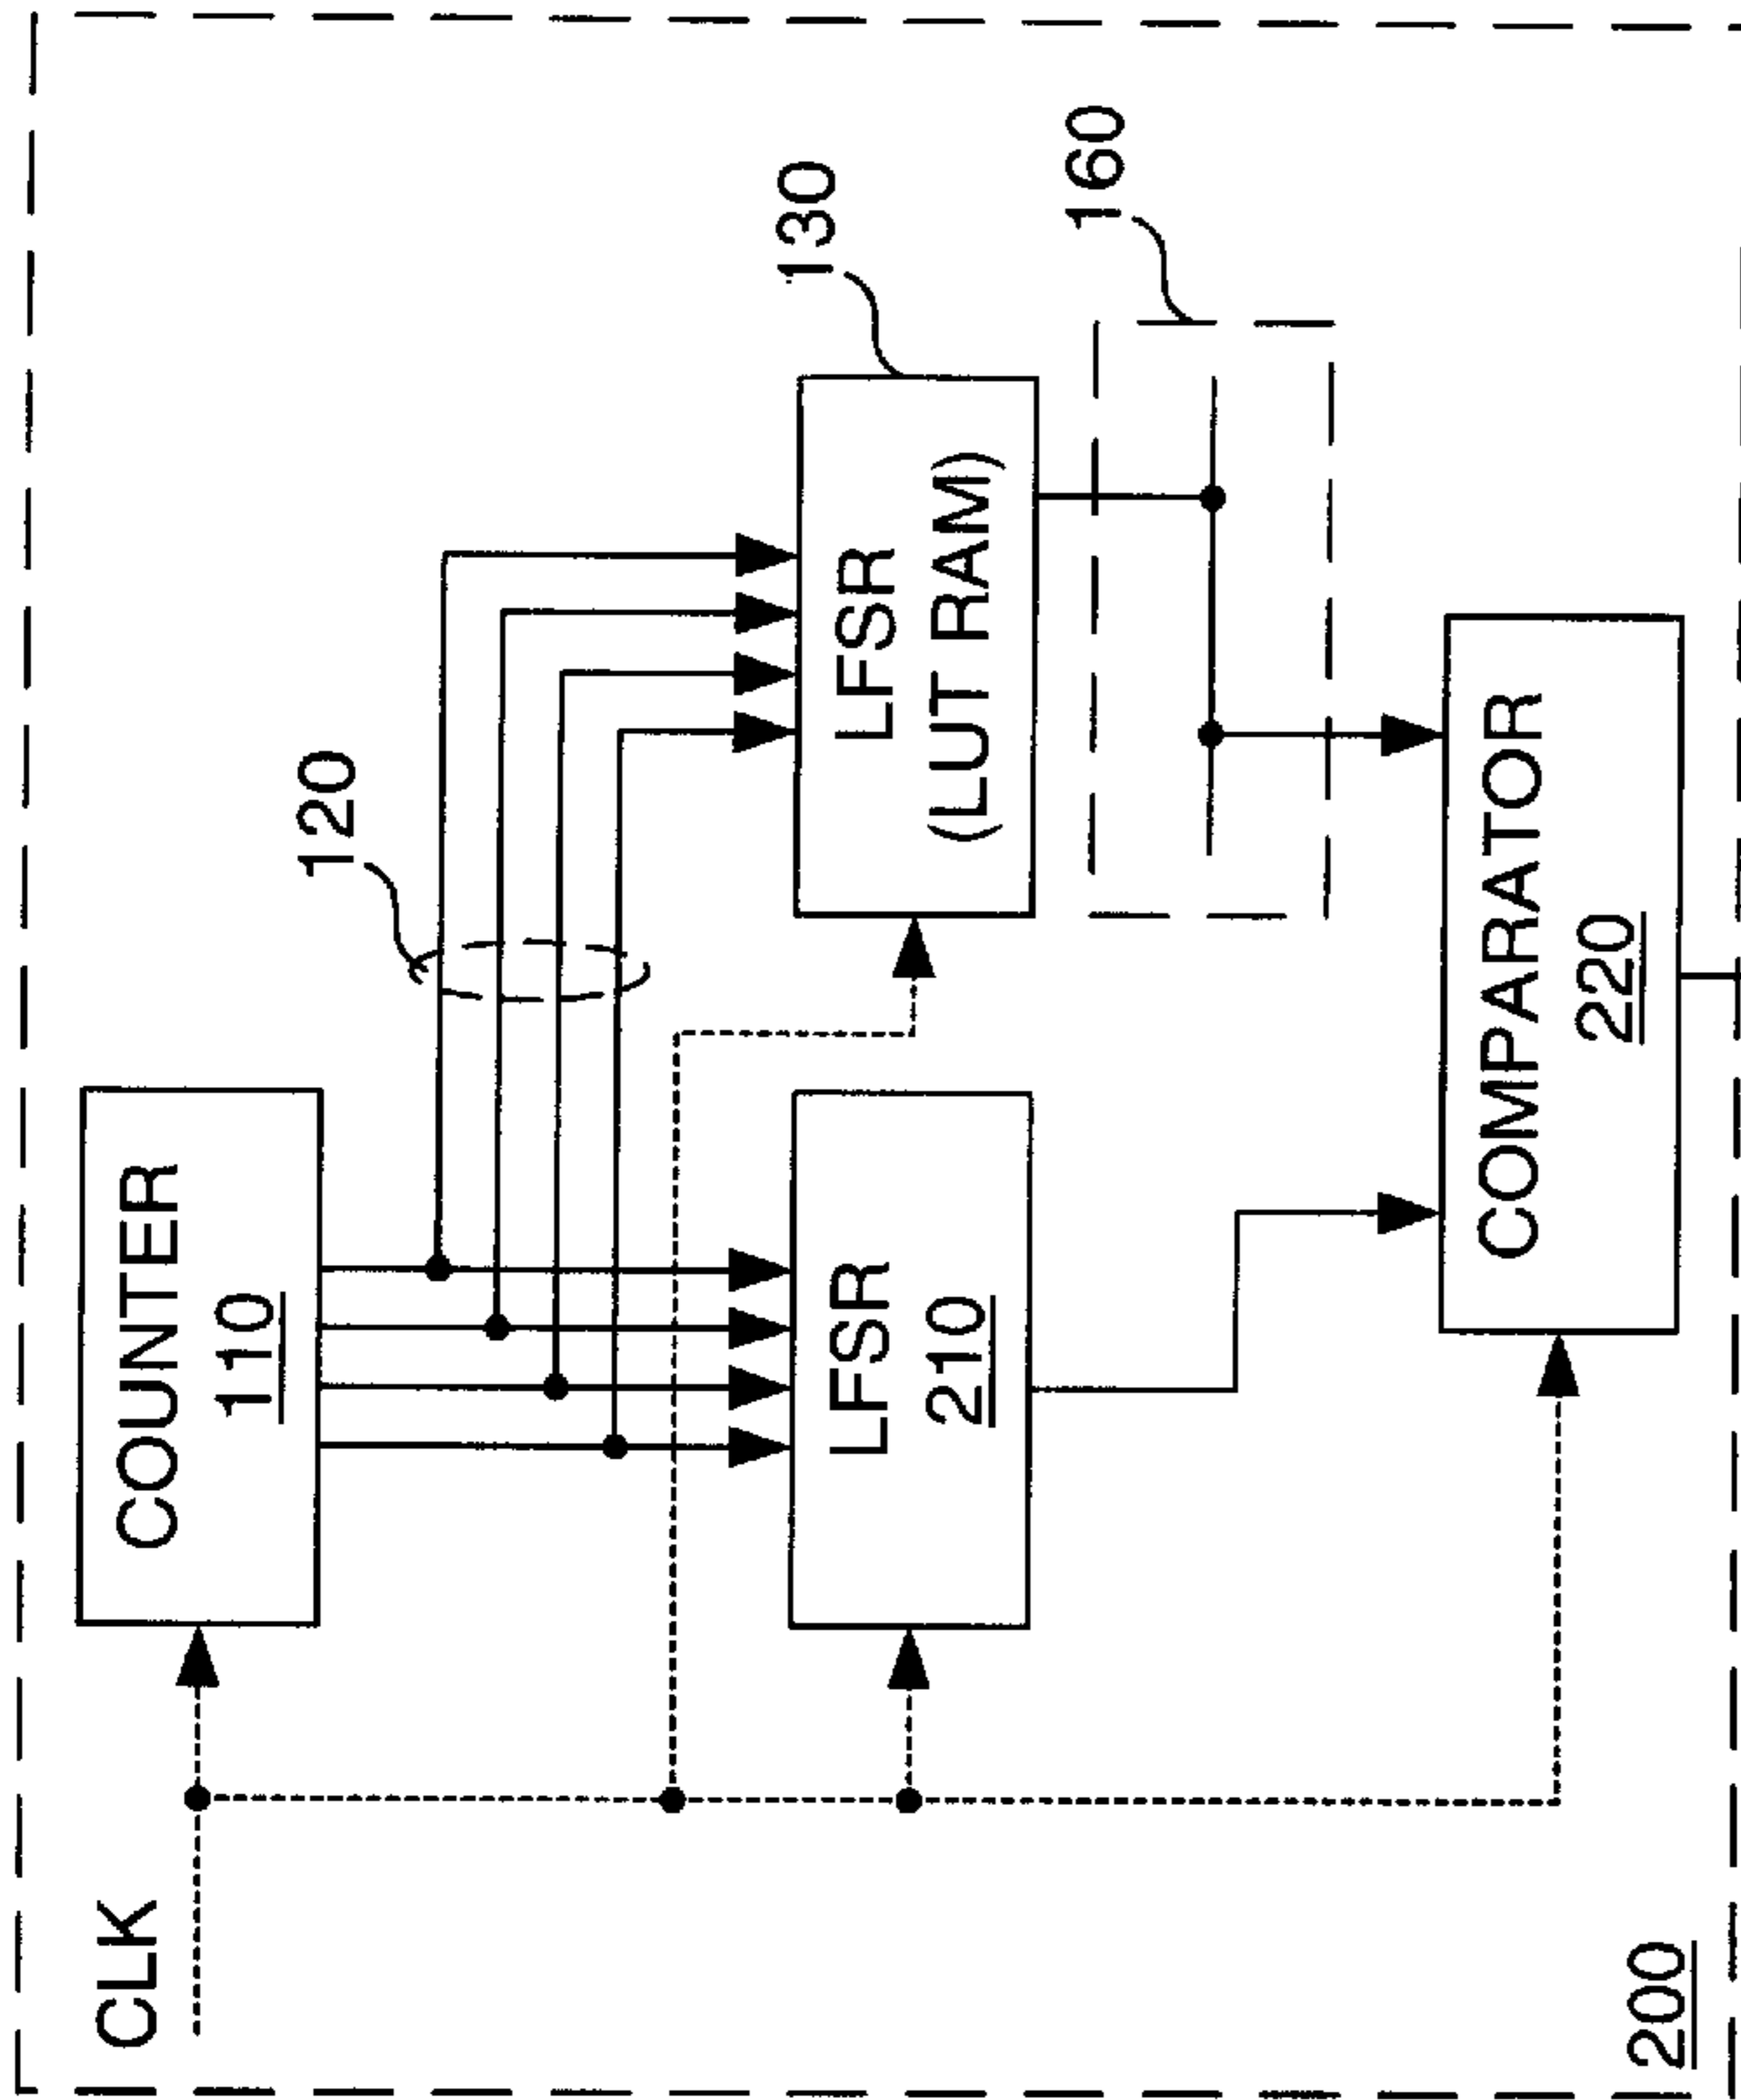 CLK
COUNTER
110
120
LFSR
210
LFSR
(LUT RAM)
130
160
COMPARATOR
220
200